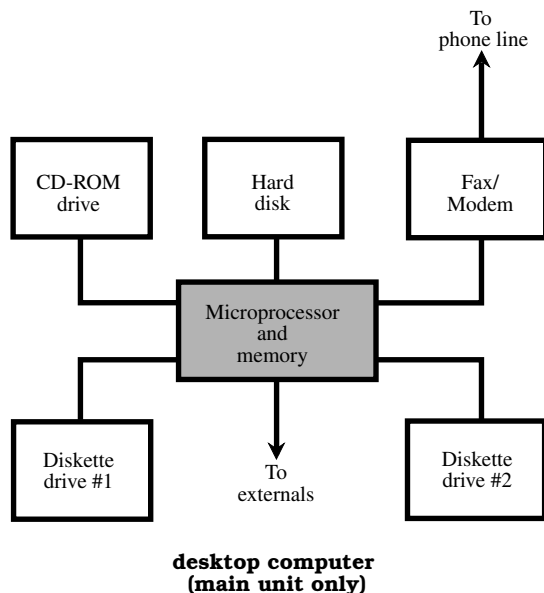 To
phone line
CD-ROM
drive
Hard
disk
Fax/
Modem
Microprocessor
and
memory
Diskette
drive #1
To
externals
Diskette
drive #2
desktop computer
(main unit only)